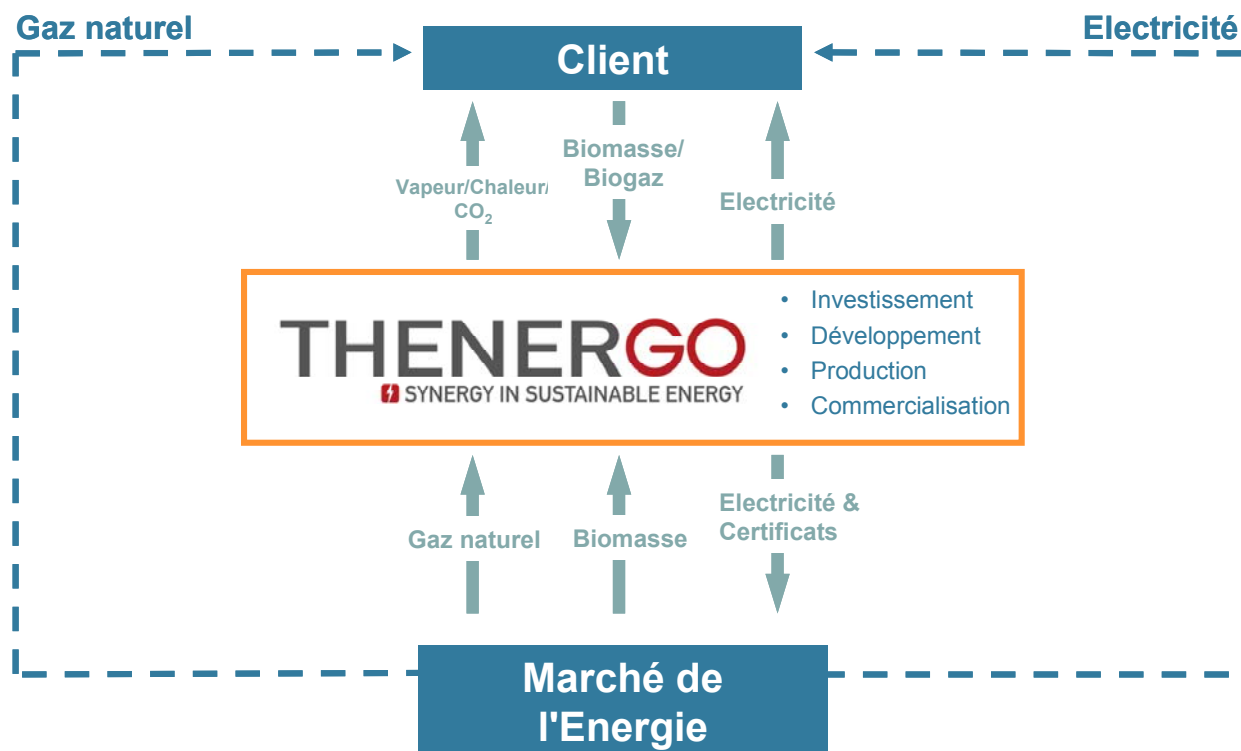 Gaz naturel
Electricité
Client
Biomasse/
Biogaz
Vapeur/Chaleur/
CO₂
Electricité
THENERGO
SYNERGY IN SUSTAINABLE ENERGY
• Investissement
• Développement
• Production
• Commercialisation
Gaz naturel
Biomasse
Electricité &
Certificats
Marché de
l'Energie